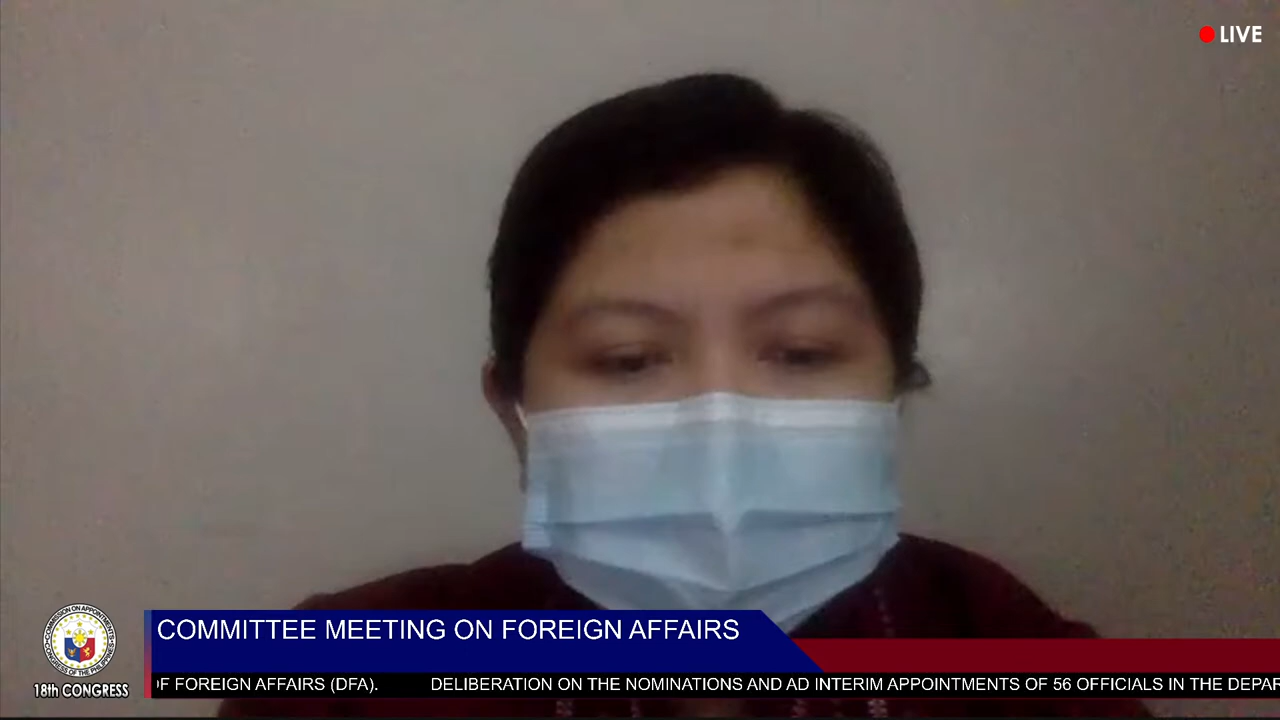 LIVE
COMMITTEE MEETING ON FOREIGN AFFAIRS
18th CONGRESS
OF FOREIGN AFFAIRS (DFA). DELIBERATION ON THE NOMINATIONS AND AD INTERIM APPOINTMENTS OF 56 OFFICIALS IN THE DEPAR